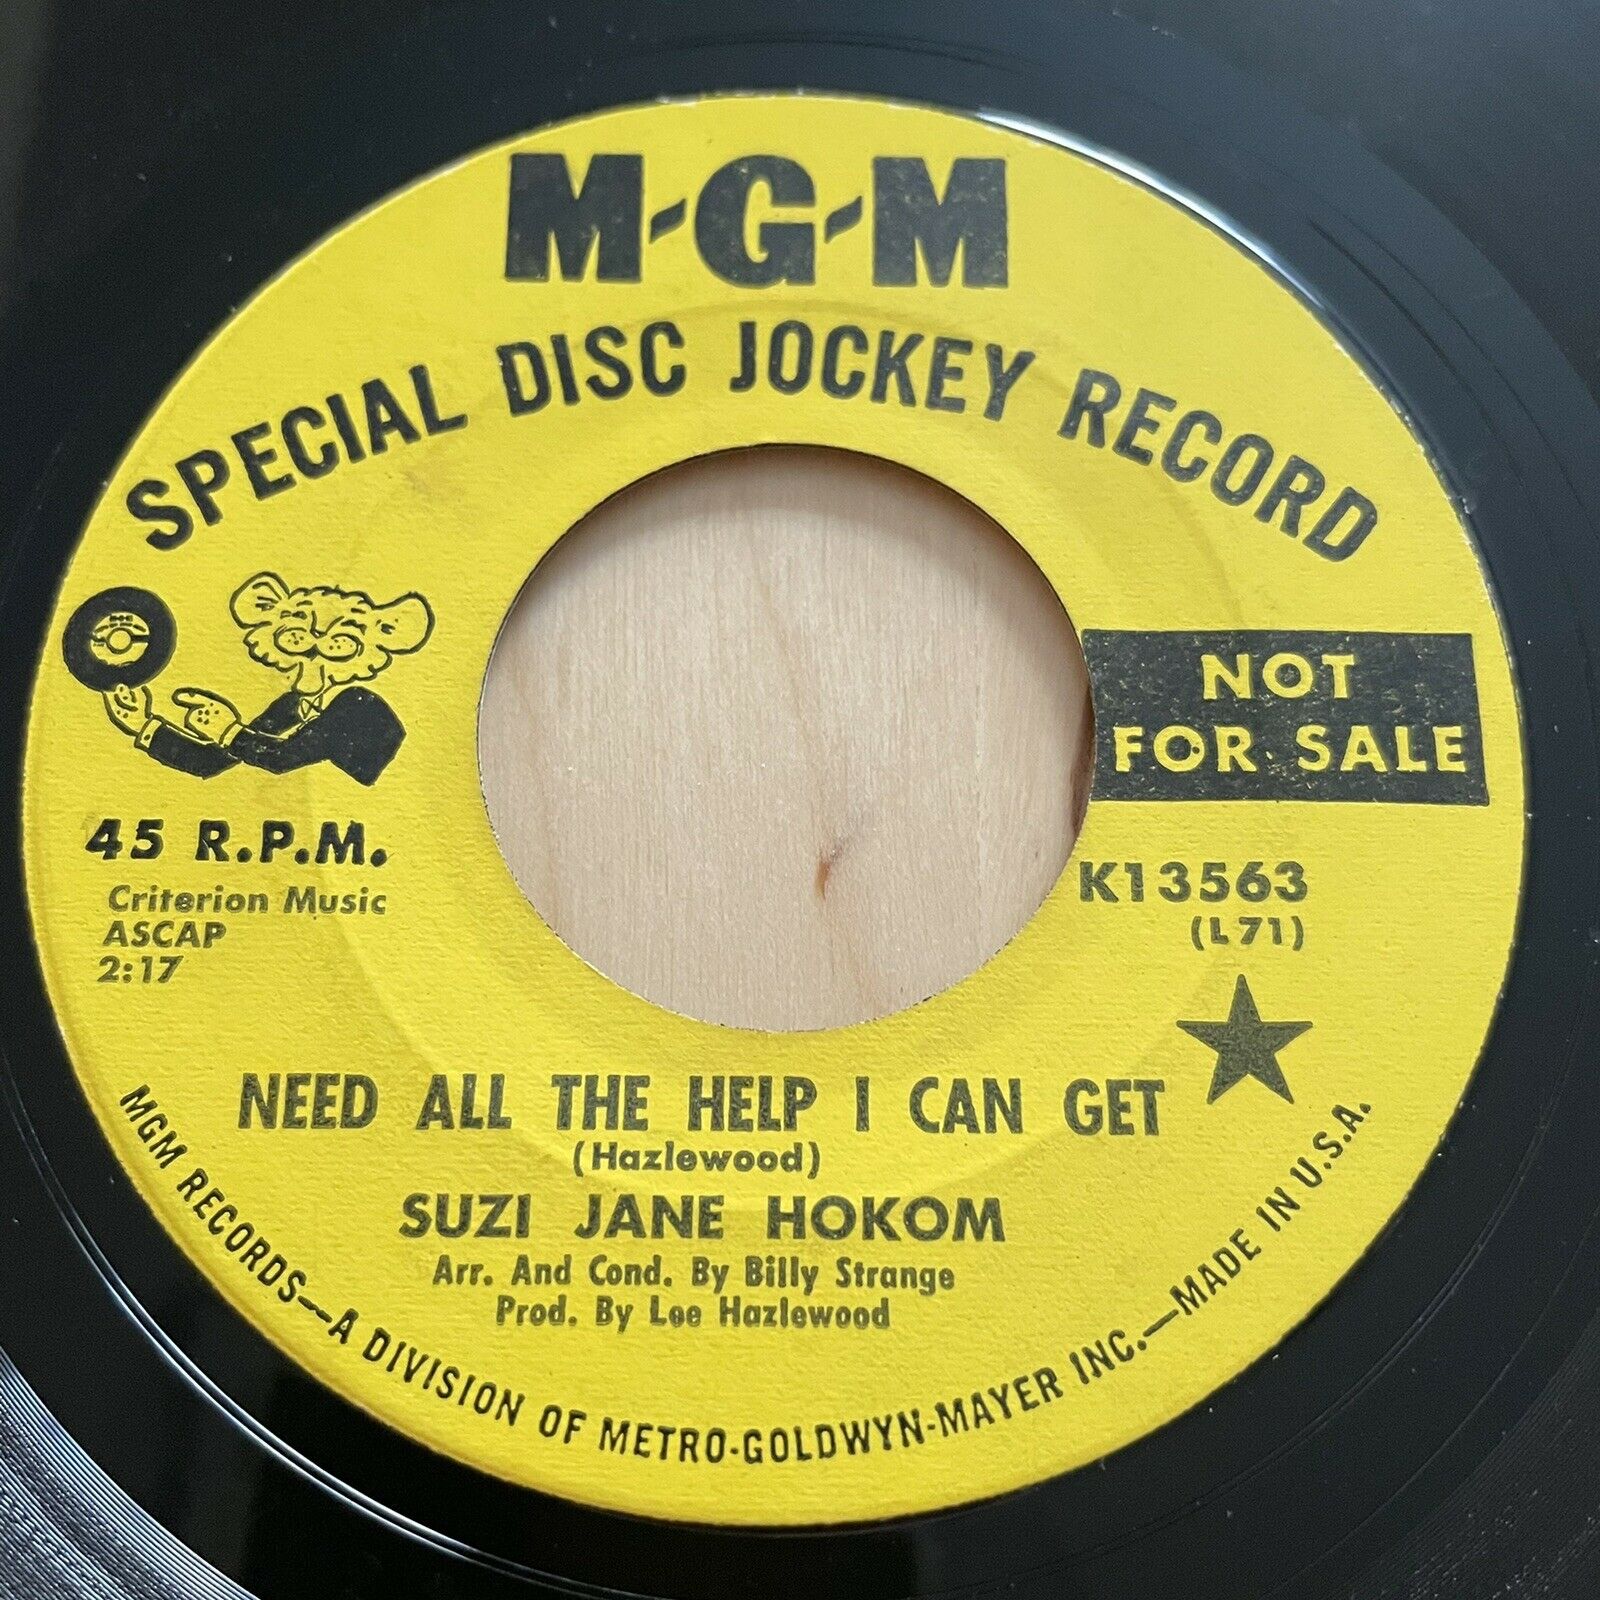 M-G-M
SPECIAL DISC JOCKEY RECORD
NOT
FOR SALE
45 R.P.M.
Criterion Music
ASCAP
2:17
K13563
(L71)
NEED ALL THE HELP I CAN GET
(Hazlewood)
SUZI JANE HOKOM
Arr. And Cond. By Billy Strange
Prod. By Lee Hazlewood
MGM RECORDS—A DIVISION OF METRO-GOLDWYN-MAYER INC.—MADE IN U.S.A.